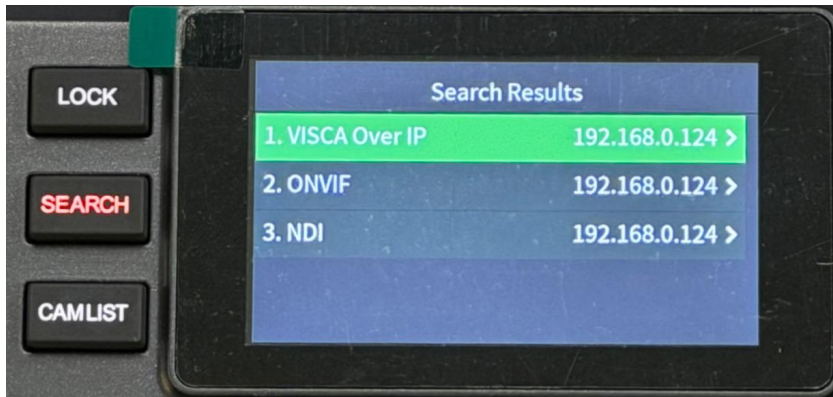 LOCK
SEARCH
CAMLIST
Search Results
1. VISCA Over IP 192.168.0.124 >
2. ONVIF 192.168.0.124 >
3. NDI 192.168.0.124 >